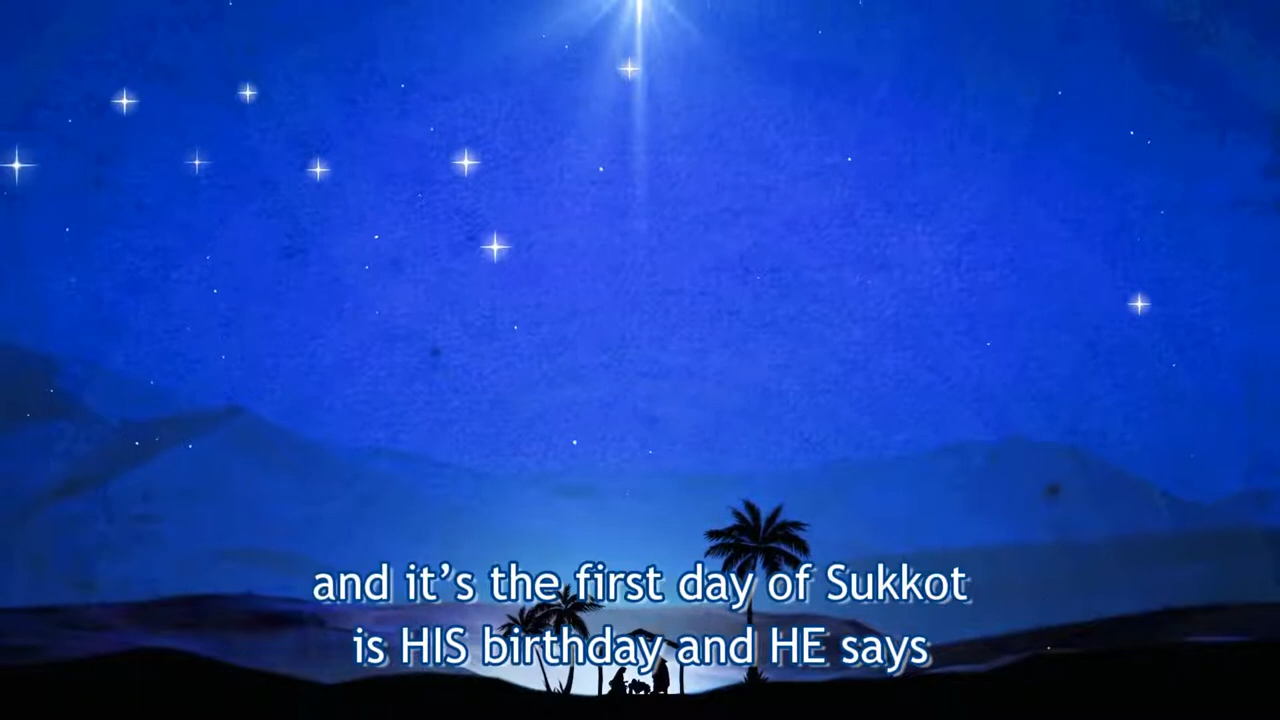 and it’s the first day of Sukkot
is HIS birthday and HE says